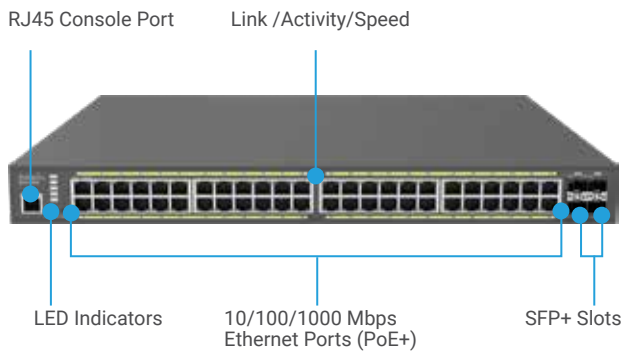 RJ45 Console Port
Link /Activity/Speed
LED Indicators
10/100/1000 Mbps
Ethernet Ports (PoE+)
SFP+ Slots